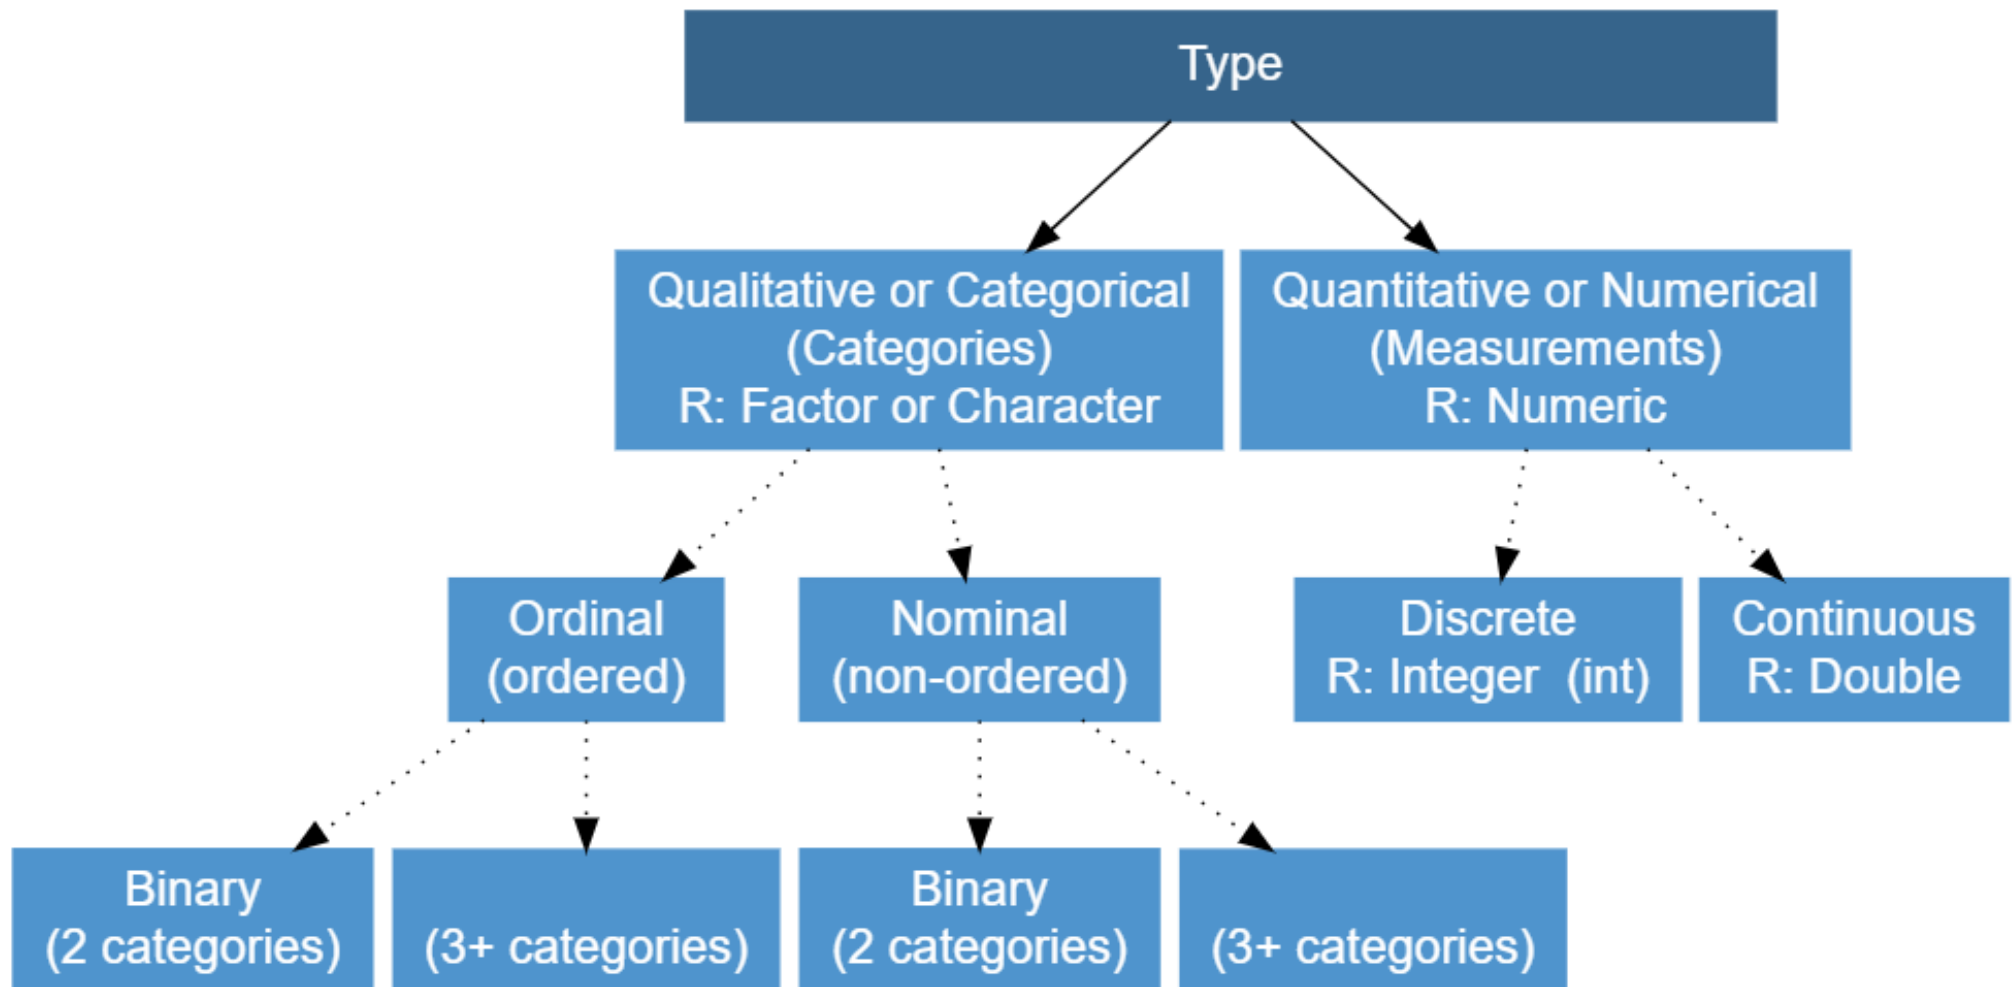 Type
Qualitative or Categorical
(Categories)
R: Factor or Character
Quantitative or Numerical
(Measurements)
R: Numeric
Ordinal
(ordered)
Nominal
(non-ordered)
Discrete
R: Integer  (int)
Continuous
R: Double
Binary
(2 categories)
(3+ categories)
Binary
(2 categories)
(3+ categories)